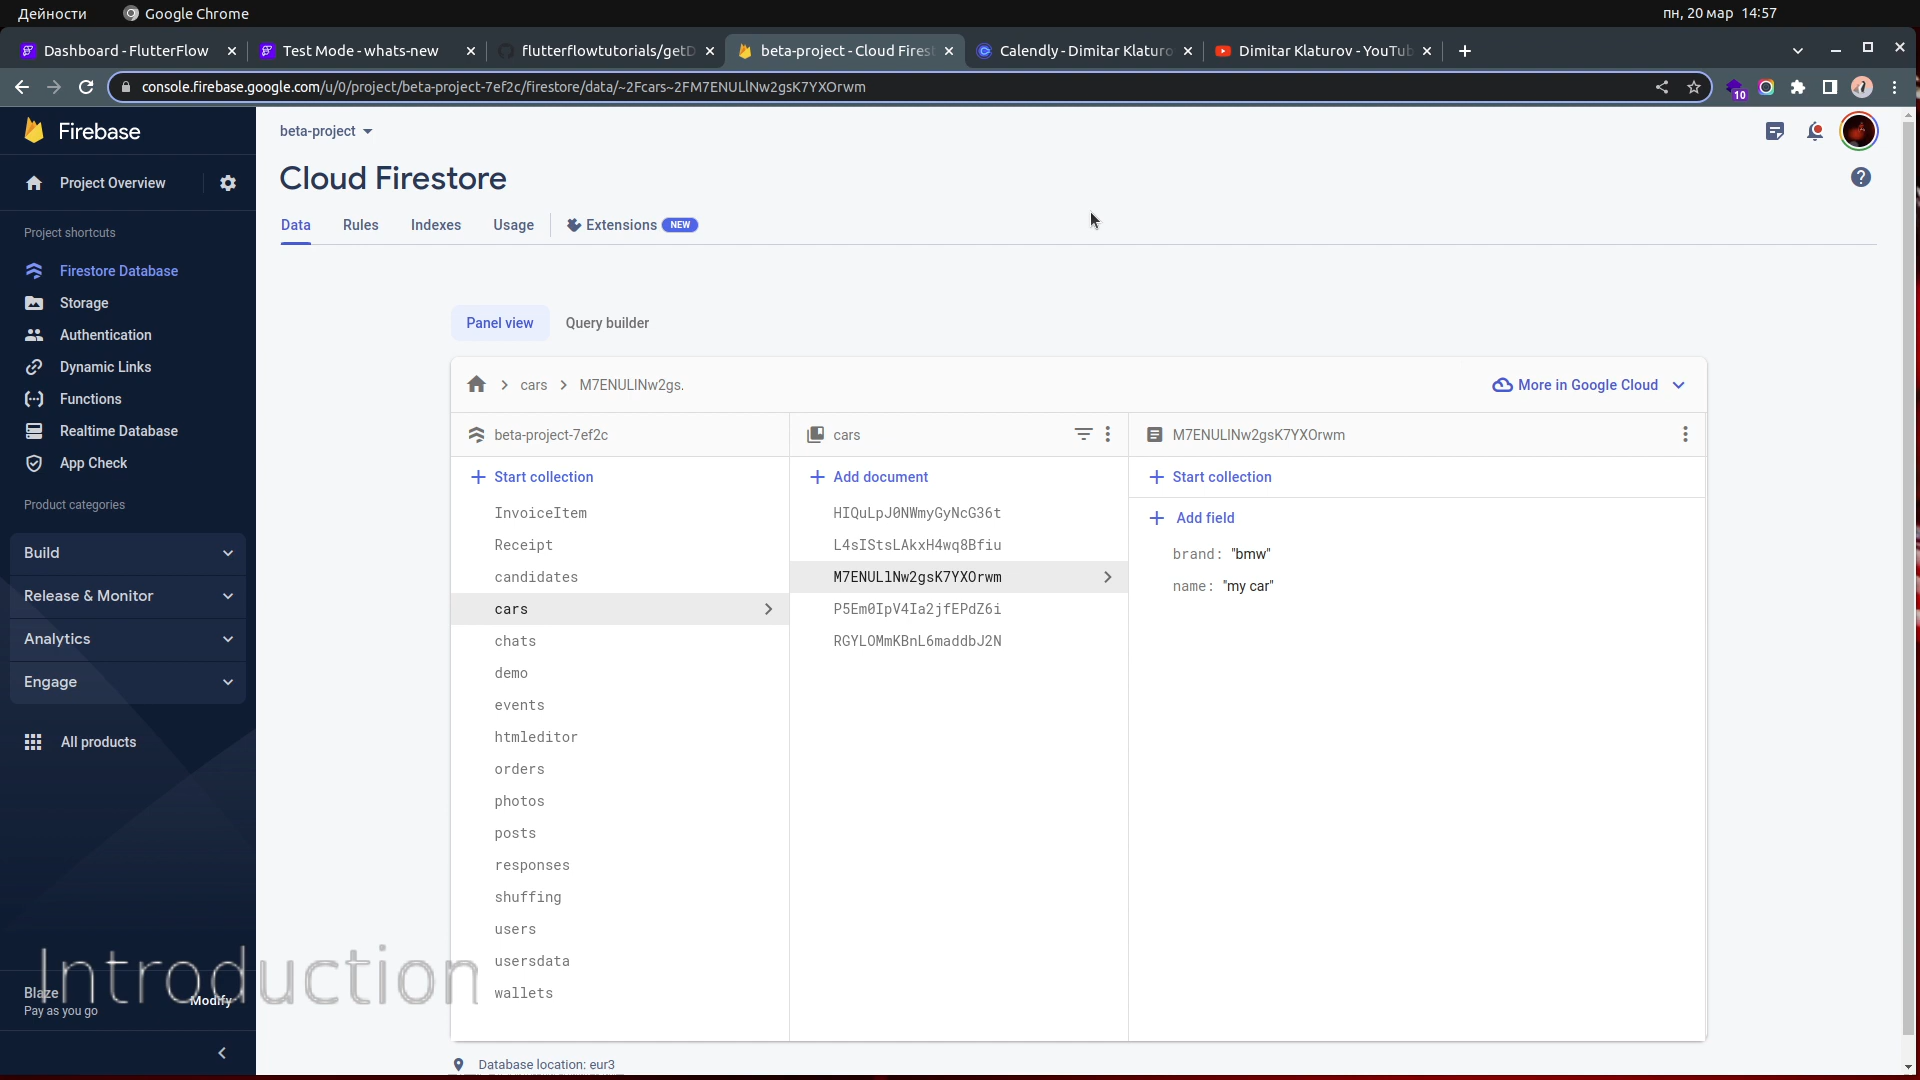 Дейности
Google Chrome
пн, 20 мар 14:57
Dashboard - FlutterFlow
Test Mode - whats-new
flutterflowtutorials/getD
beta-project - Cloud Firest
Calendly - Dimitar Klaturo
Dimitar Klaturov - YouTub
console.firebase.google.com/u/0/project/beta-project-7ef2c/firestore/data/~2Fcars~2FM7ENULlNw2gsK7YXOrwm
10
Firebase
beta-project
Project Overview
Cloud Firestore
Project shortcuts
Data
Rules
Indexes
Usage
Extensions
NEW
Firestore Database
Storage
Authentication
Dynamic Links
Functions
Realtime Database
App Check
Product categories
Build
Release & Monitor
Analytics
Engage
All products
Introduction
Blaze
Pay as you go
Modify
Panel view
Query builder
cars
M7ENULlNw2gs.
More in Google Cloud
beta-project-7ef2c
Start collection
InvoiceItem
Receipt
candidates
cars
chats
demo
events
htmleditor
orders
photos
posts
responses
shuffing
users
usersdata
wallets
cars
Add document
HIQuLpJ0NWmyGyNcG36t
L4sIStsLAkxH4wq8Bfiu
M7ENULlNw2gsK7YXOrwm
P5Em0IpV4Ia2jfEPdZ6i
RGYLOMmKBnL6maddbJ2N
M7ENULlNw2gsK7YXOrwm
Start collection
Add field
brand: "bmw"
name: "my car"
Database location: eur3